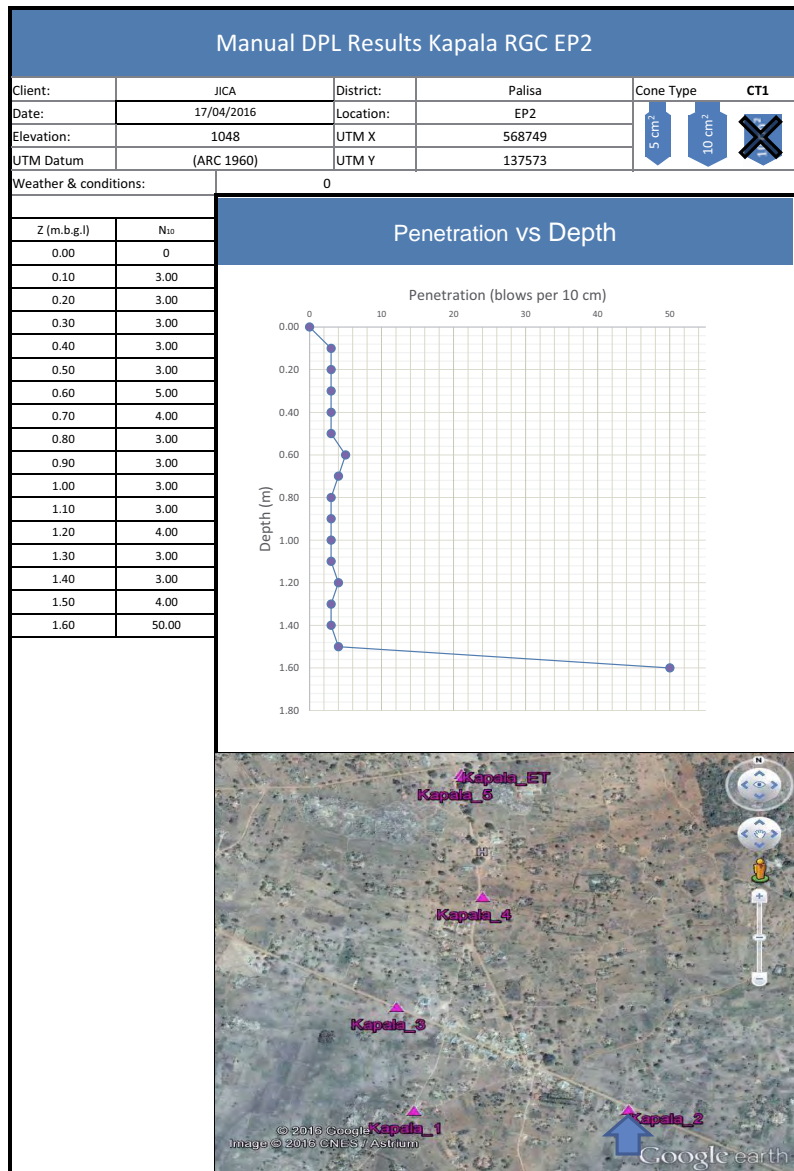 Manual DPL Results Kapala RGC EP2
Client: JICA District: Palisa Cone Type CT1
Date: 17/04/2016 Location: EP2
Elevation: 1048 UTM X 568749
UTM Datum (ARC 1960) UTM Y 137573
5 cm²
10 cm²
Weather & conditions: 0
Z (m.b.g.l) N₁₀
0.00 0
0.10 3.00
0.20 3.00
0.30 3.00
0.40 3.00
0.50 3.00
0.60 5.00
0.70 4.00
0.80 3.00
0.90 3.00
1.00 3.00
1.10 3.00
1.20 4.00
1.30 3.00
1.40 3.00
1.50 4.00
1.60 50.00
Penetration vs Depth
Penetration (blows per 10 cm)
0 10 20 30 40 50
0.00
0.20
0.40
0.60
0.80
1.00
1.20
1.40
1.60
1.80
Depth (m)
N
Kapala_ET
Kapala_5
H
Kapala_4
Kapala_3
Kapala_1
Kapala_2
© 2016 Google
Image © 2016 CNES / Astrium
Google earth